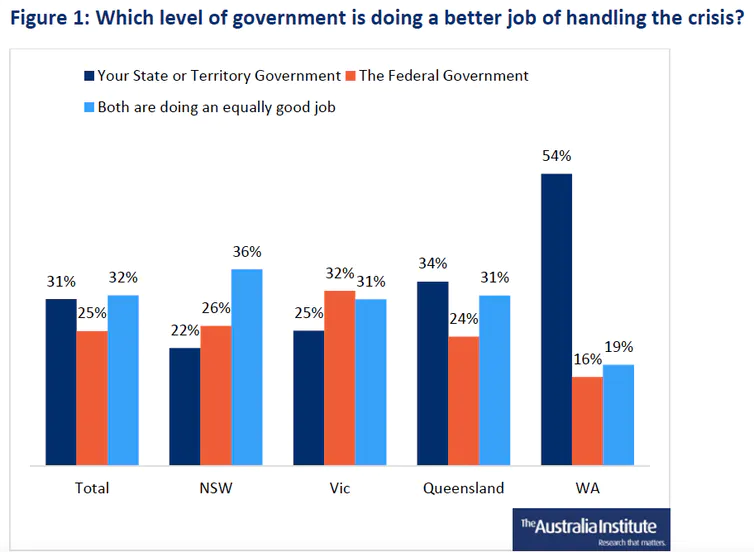 Figure 1: Which level of government is doing a better job of handling the crisis?
Your State or Territory Government The Federal Government
Both are doing an equally good job
54%
36%
34%
31% 32% 32% 31% 31%
25% 26% 25% 24%
22% 19%
16%
Total NSW Vic Queensland WA
The Australia Institute
Research that matters.